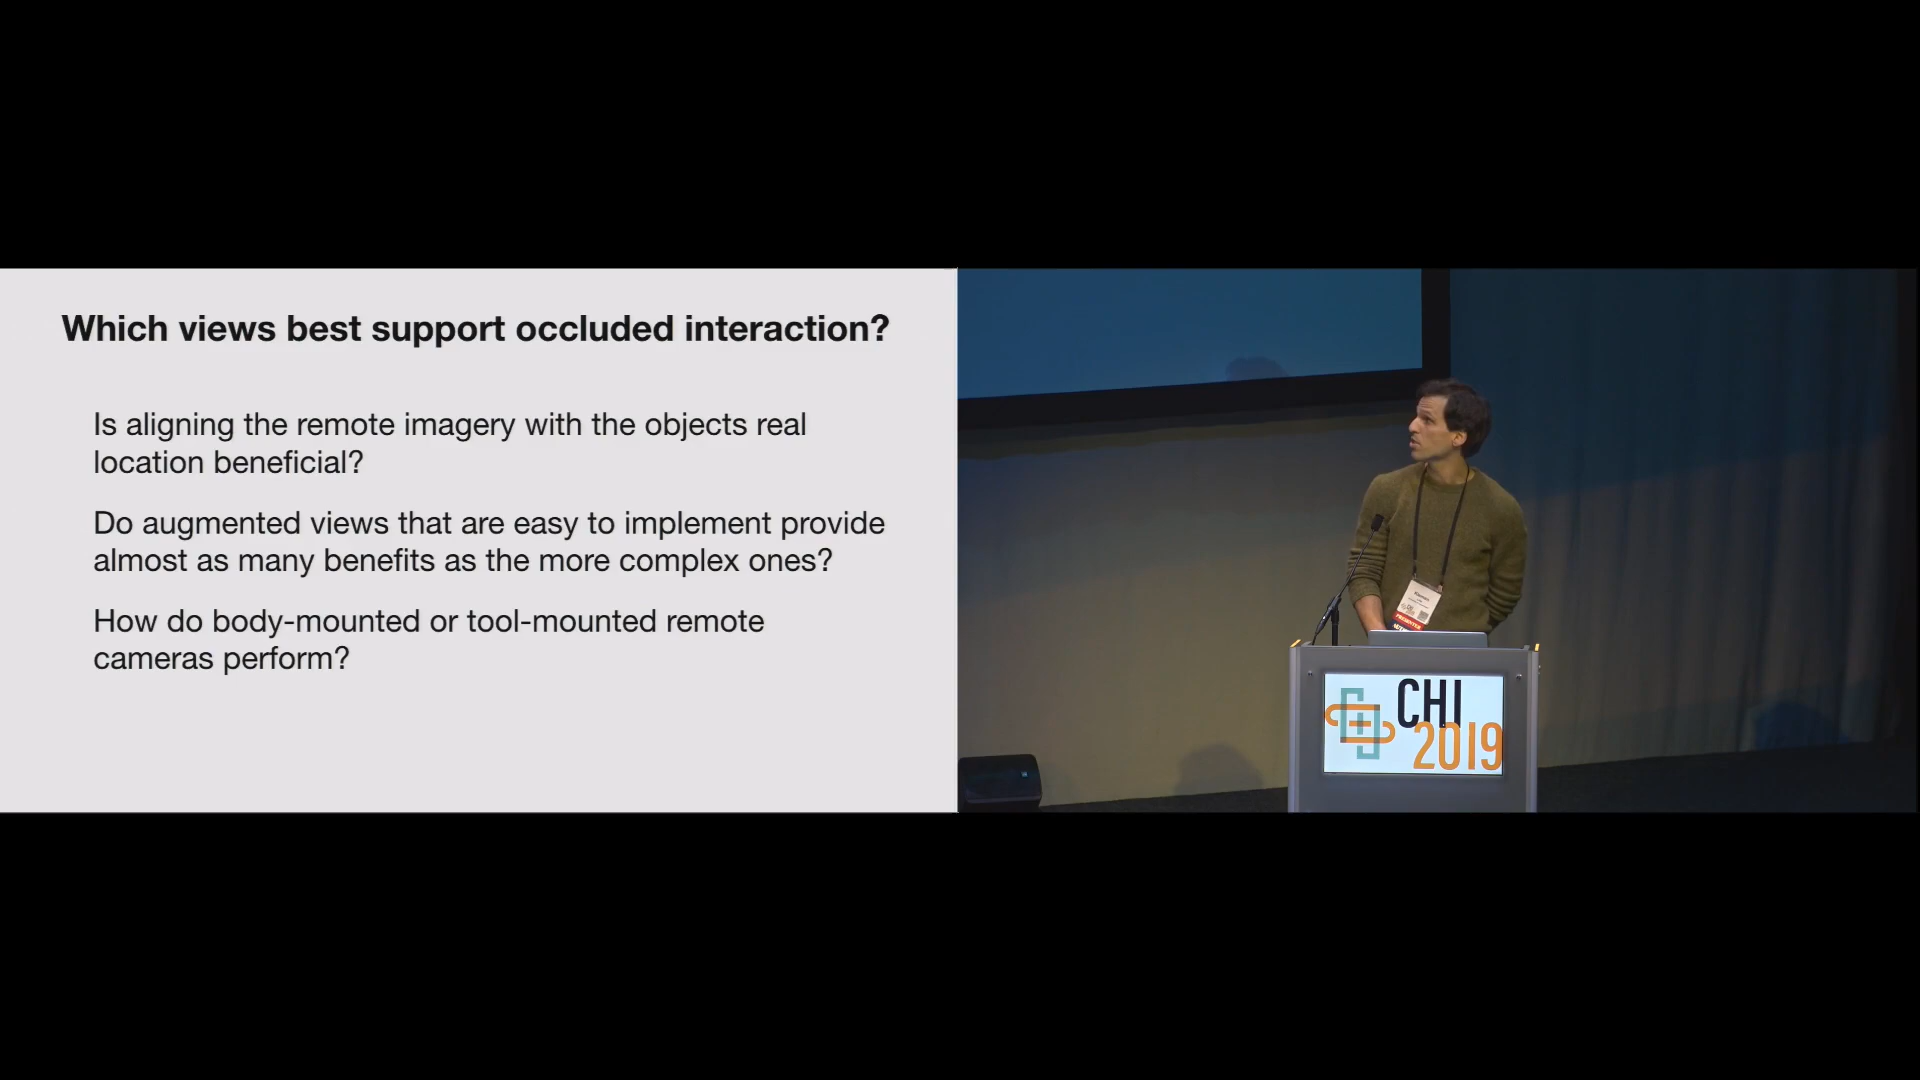 Which views best support occluded interaction?
Is aligning the remote imagery with the objects real
location beneficial?
Do augmented views that are easy to implement provide
almost as many benefits as the more complex ones?
How do body-mounted or tool-mounted remote
cameras perform?
CHI
2019
PRESENTER